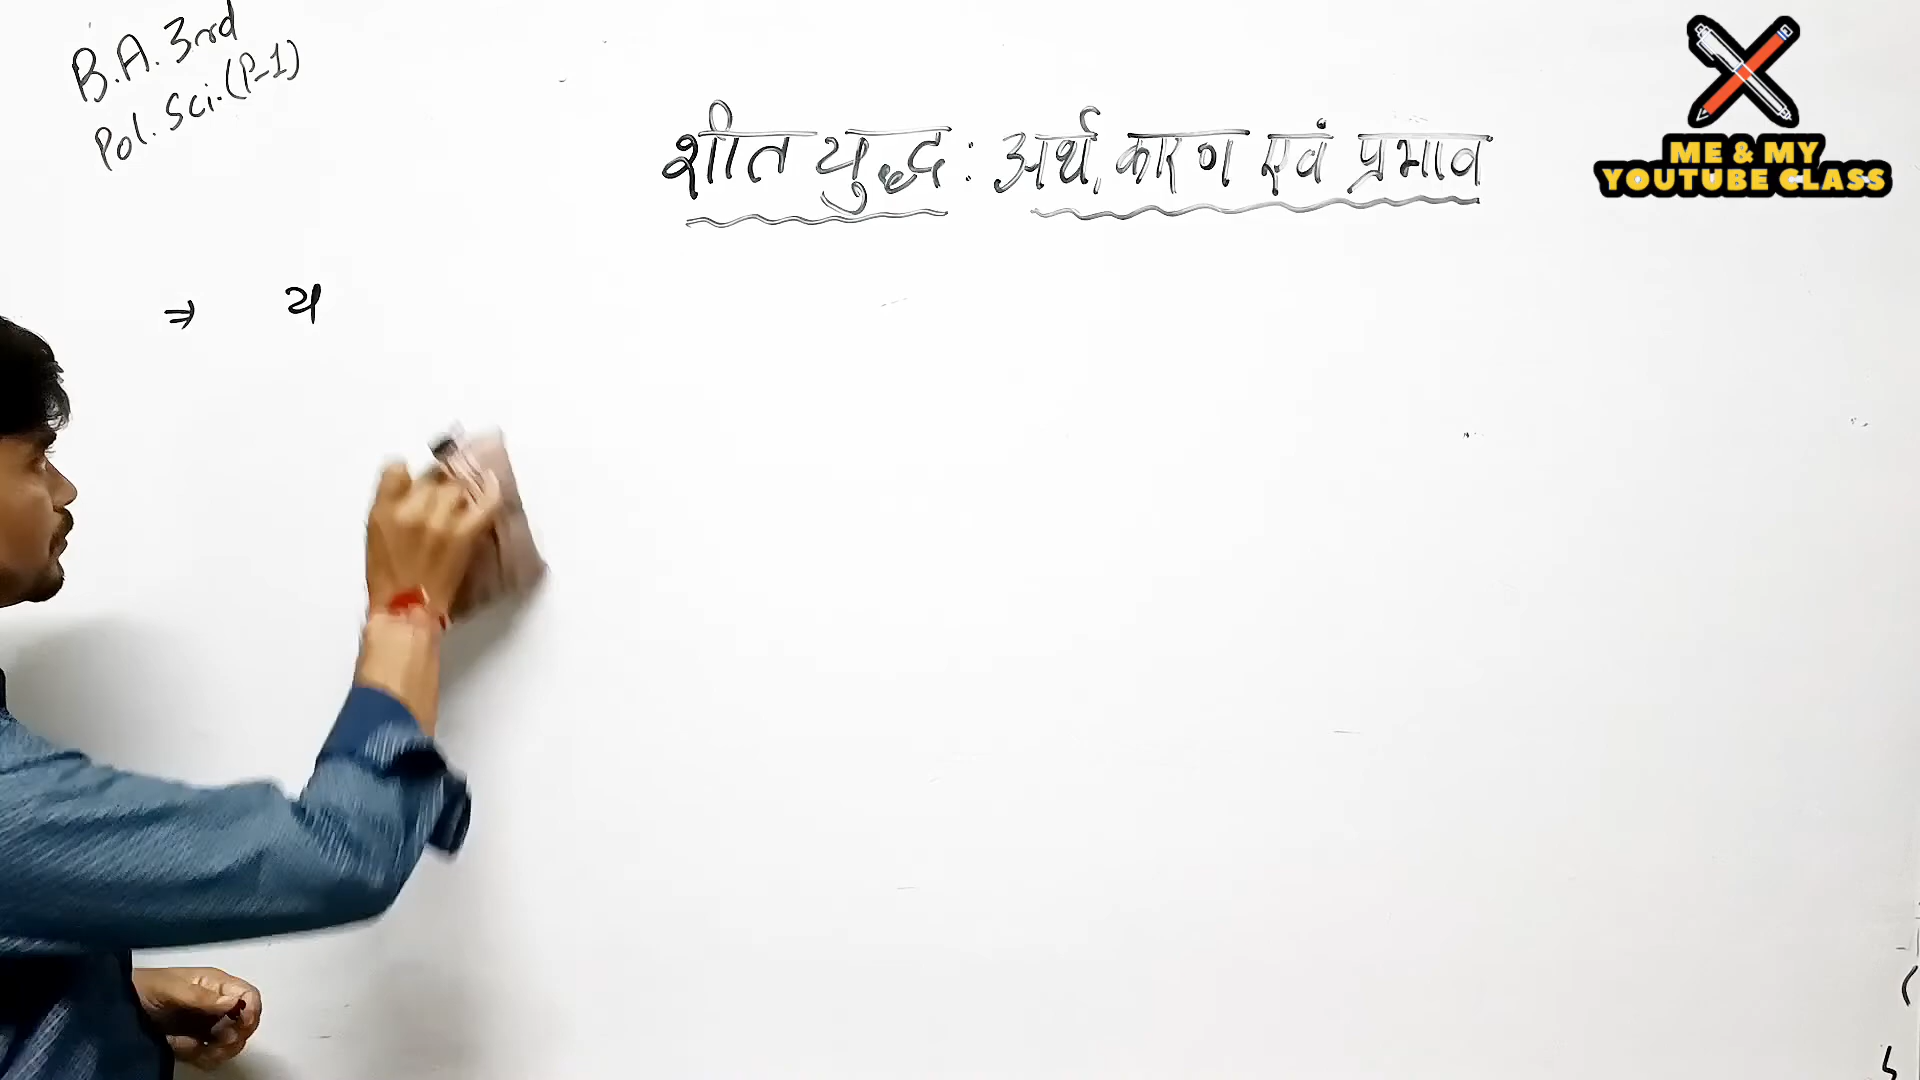 B.A. 3rd
Pol. Sci. (P-1)
शीत युद्ध : अर्थ, कारण एवं प्रभाव
ME & MY
YOUTUBE CLASS
⇒ य